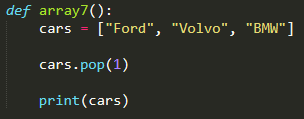 def array7():
    cars = ["Ford", "Volvo", "BMW"]
    cars.pop(1)
    print(cars)